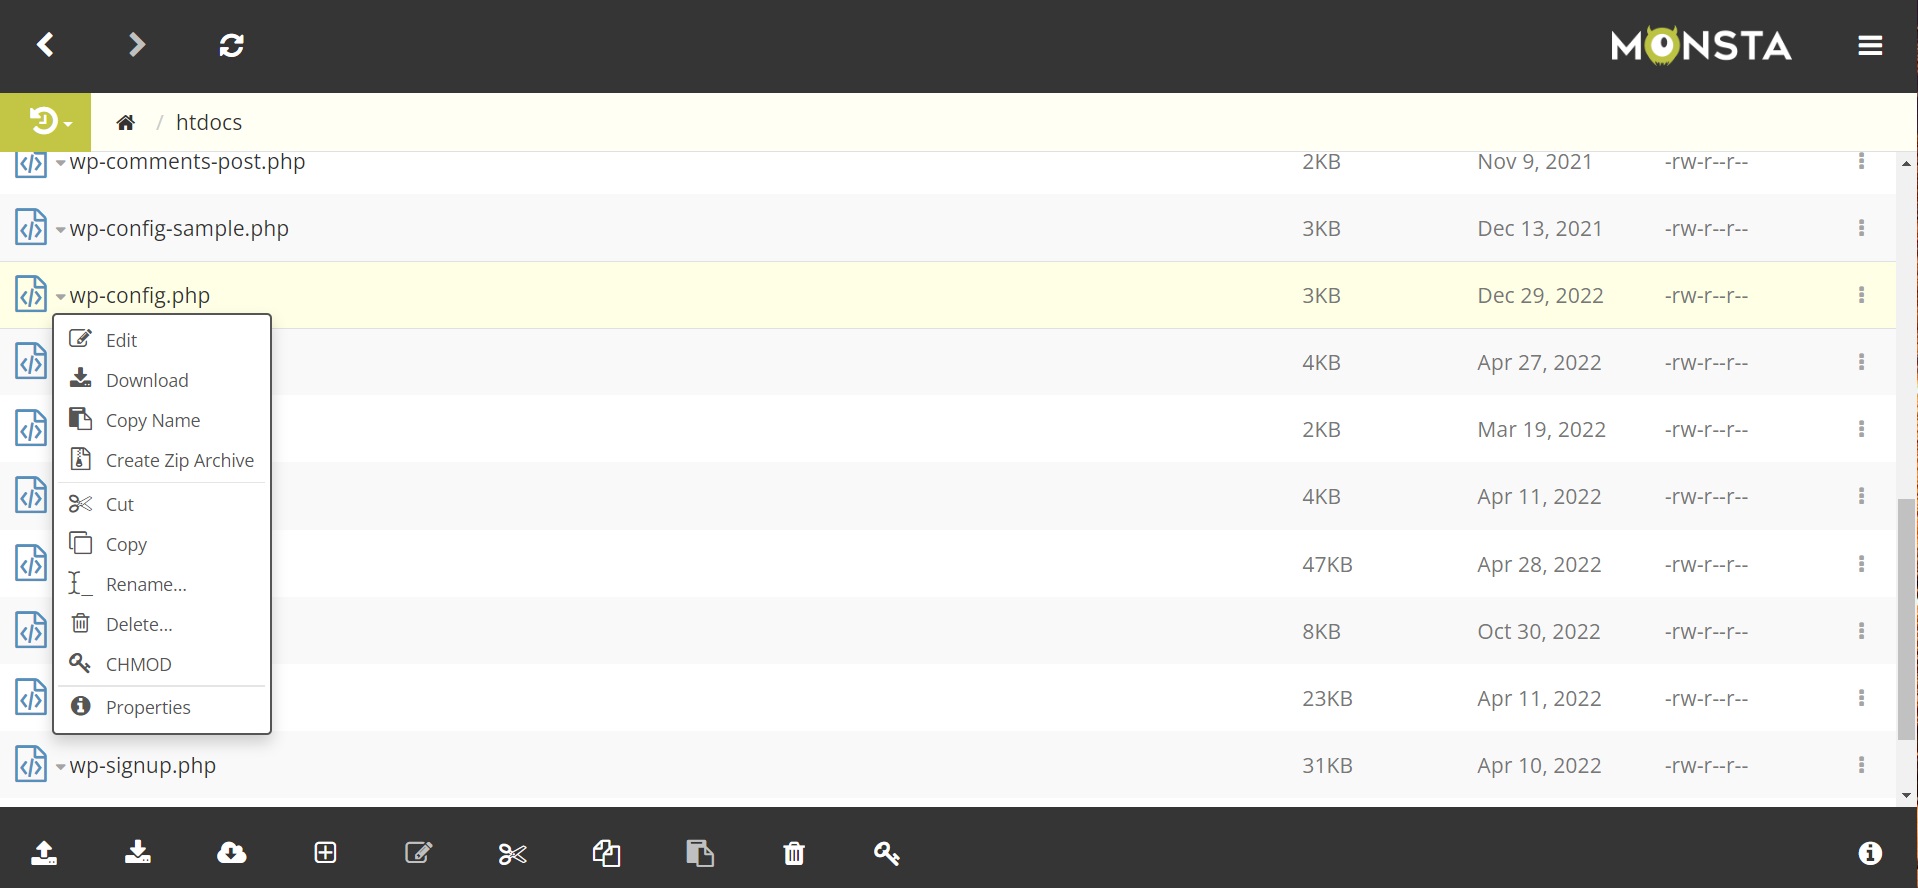 MONSTA
/ htdocs
wp-comments-post.php 2KB Nov 9, 2021 -rw-r--r--
wp-config-sample.php 3KB Dec 13, 2021 -rw-r--r--
wp-config.php 3KB Dec 29, 2022 -rw-r--r--
Edit
4KB Apr 27, 2022 -rw-r--r--
Download
Copy Name
2KB Mar 19, 2022 -rw-r--r--
Create Zip Archive
4KB Apr 11, 2022 -rw-r--r--
Cut
Copy
47KB Apr 28, 2022 -rw-r--r--
Rename...
Delete...
8KB Oct 30, 2022 -rw-r--r--
CHMOD
23KB Apr 11, 2022 -rw-r--r--
Properties
wp-signup.php 31KB Apr 10, 2022 -rw-r--r--